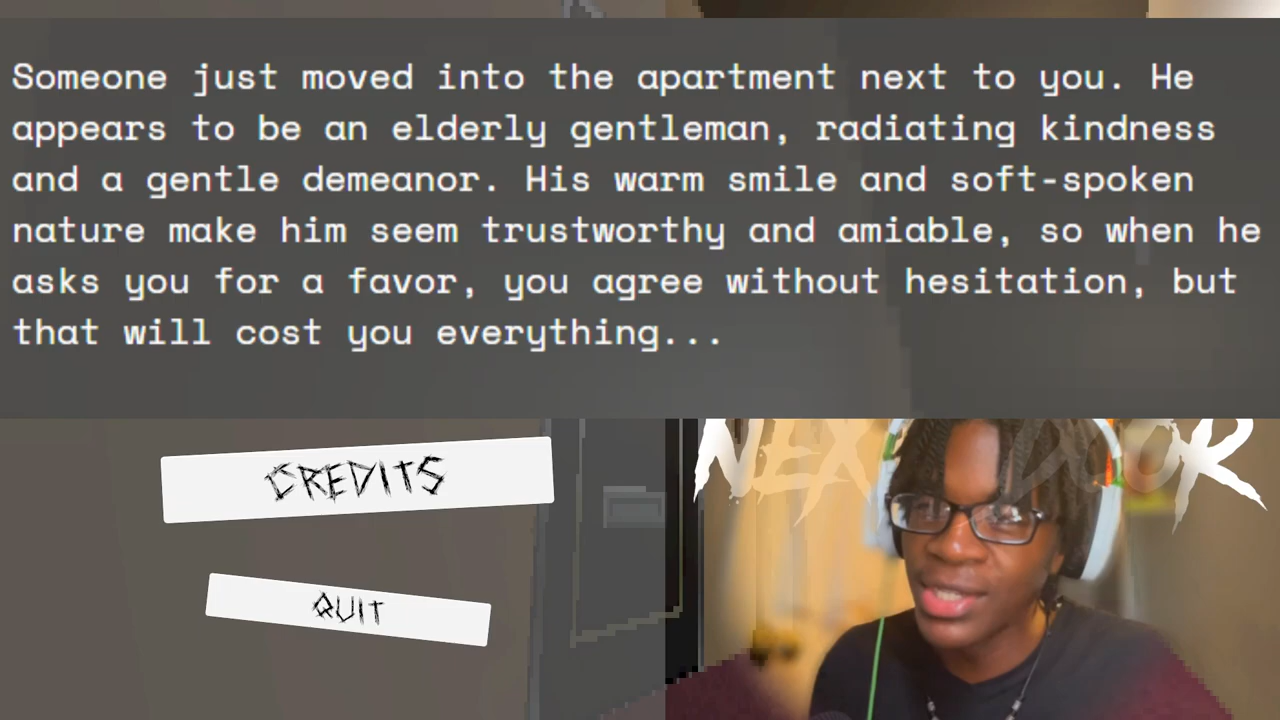 Someone just moved into the apartment next to you. He
appears to be an elderly gentleman, radiating kindness
and a gentle demeanor. His warm smile and soft-spoken
nature make him seem trustworthy and amiable, so when he
asks you for a favor, you agree without hesitation, but
that will cost you everything...
CREDITS
NEXT DOOR
QUIT